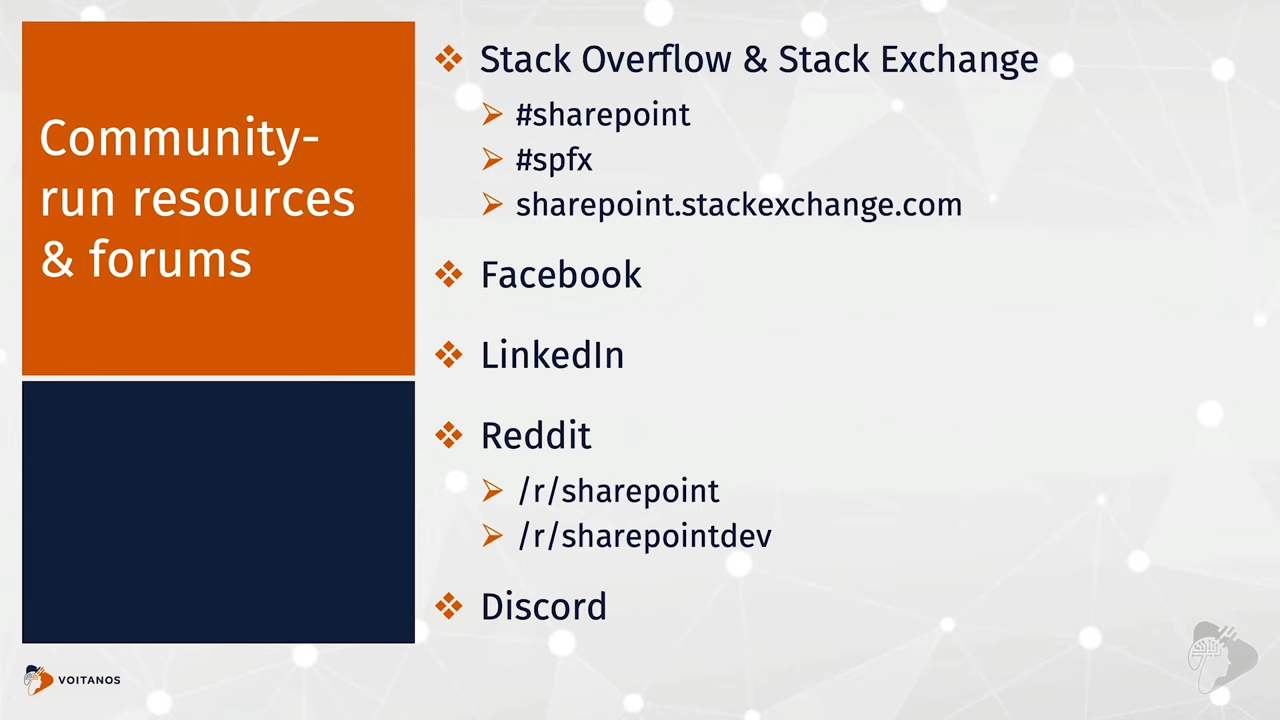 Community-
run resources
& forums
Stack Overflow & Stack Exchange
#sharepoint
#spfx
sharepoint.stackexchange.com
Facebook
LinkedIn
Reddit
/r/sharepoint
/r/sharepointdev
Discord
VOITANOS